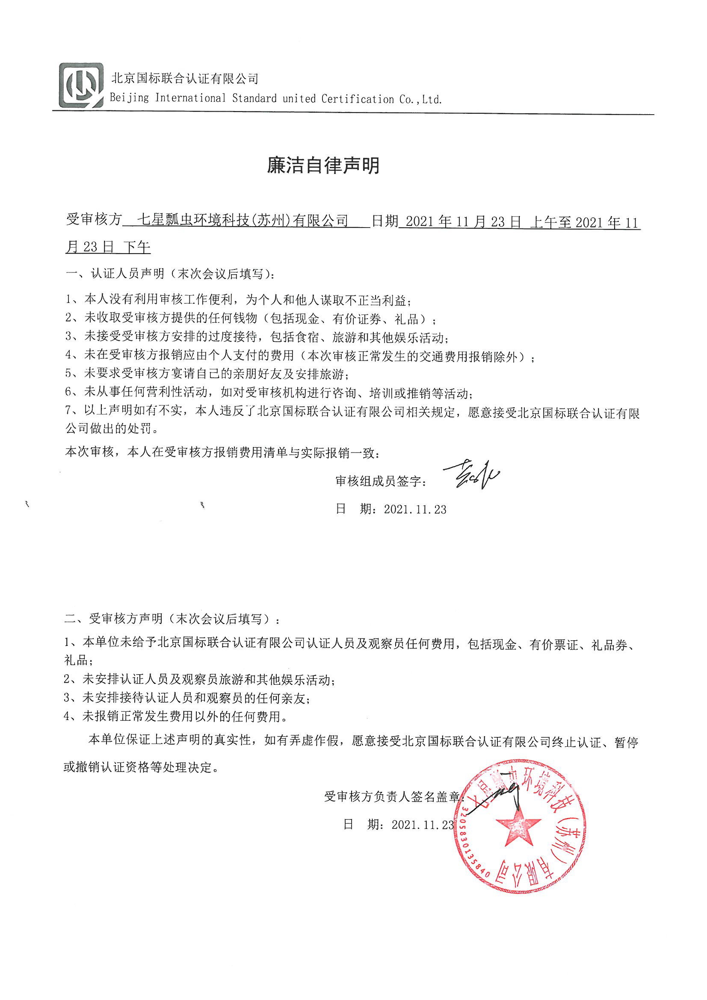 北京国标联合认证有限公司
Beijing International Standard united Certification Co.,Ltd.
廉洁自律声明
受审核方 七星瓢虫环境科技(苏州)有限公司 日期 2021 年 11 月 23 日 上午至 2021 年 11
月 23 日 下午
一、认证人员声明（末次会议后填写）：
1、本人没有利用审核工作便利，为个人和他人谋取不正当利益；
2、未收取受审核方提供的任何钱物（包括现金、有价证券、礼品）；
3、未接受受审核方安排的过度接待，包括食宿、旅游和其他娱乐活动；
4、未在受审核方报销应由个人支付的费用（本次审核正常发生的交通费用报销除外）；
5、未要求受审核方宴请自己的亲朋好友及安排旅游；
6、未从事任何营利性活动，如对受审核机构进行咨询、培训或推销等活动；
7、以上声明如有不实，本人违反了北京国标联合认证有限公司相关规定，愿意接受北京国标联合认证有限
公司做出的处罚。
本次审核，本人在受审核方报销费用清单与实际报销一致：
审核组成员签字：
日 期：2021.11.23
二、受审核方声明（末次会议后填写）：
1、本单位未给予北京国标联合认证有限公司认证人员及观察员任何费用，包括现金、有价票证、礼品券、
礼品；
2、未安排认证人员及观察员旅游和其他娱乐活动；
3、未安排接待认证人员和观察员的任何亲友；
4、未报销正常发生费用以外的任何费用。
本单位保证上述声明的真实性，如有弄虚作假，愿意接受北京国标联合认证有限公司终止认证、暂停
或撤销认证资格等处理决定。
受审核方负责人签名盖章：
日 期：2021.11.23
七星瓢虫环境科技（苏州）有限公司
3205830135840